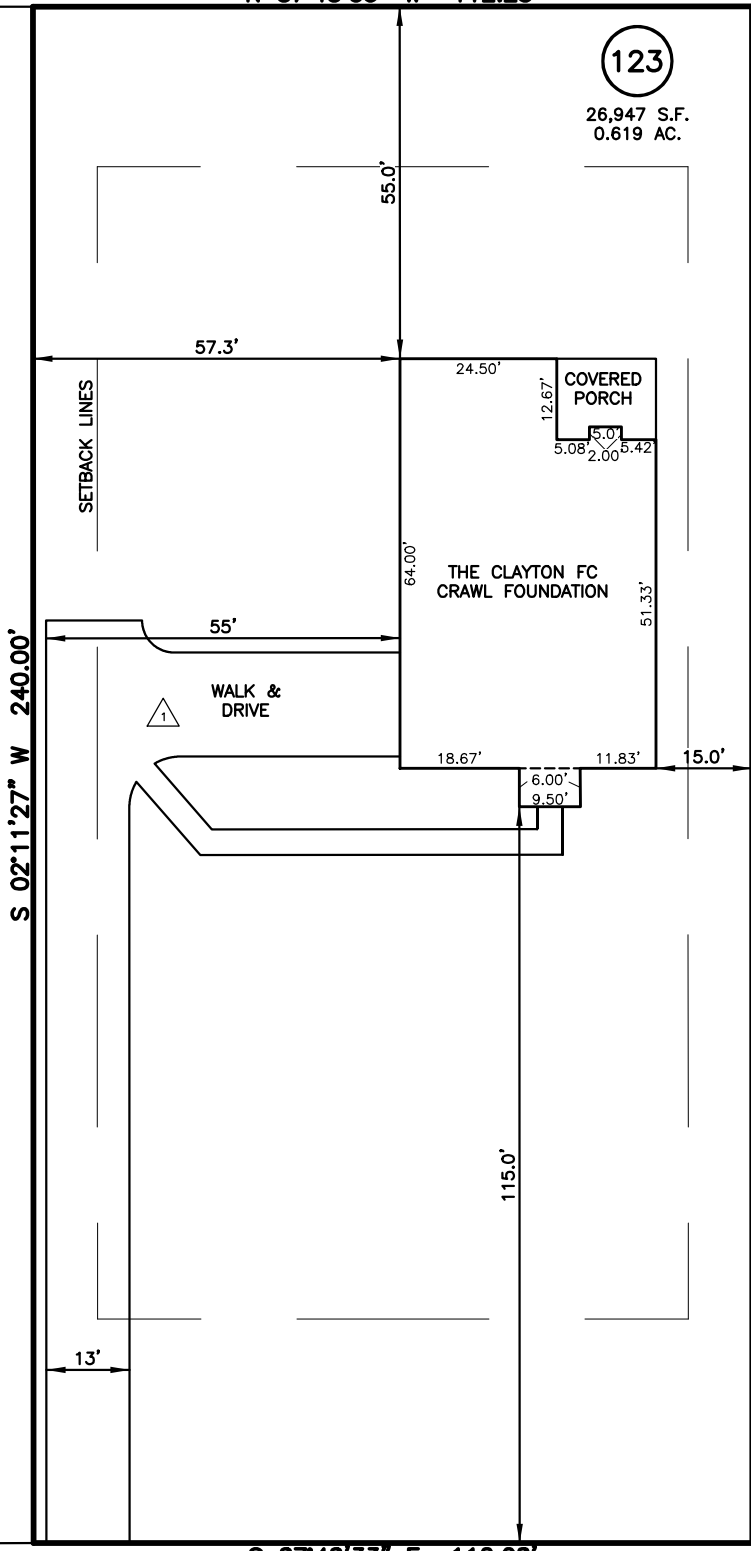 123
26,947 S.F.
0.619 AC.
55.0'
57.3'
SETBACK LINES
24.50'
12.67'
COVERED
PORCH
5.0'
5.08'
2.00'
5.42'
64.00'
THE CLAYTON FC
CRAWL FOUNDATION
51.33'
S 02°11'27" W 240.00'
55'
WALK &
DRIVE
1
18.67'
11.83'
15.0'
6.00'
9.50'
115.0'
13'